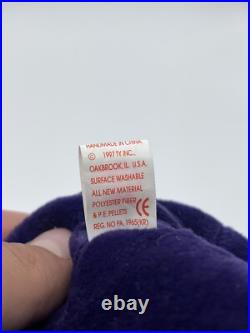 HANDMADE IN CHINA
© 1997 TY INC.,
OAKBROOK, IL. U.S.A.
SURFACE WASHABLE
ALL NEW MATERIAL
POLYESTER FIBER
& P.E. PELLETS CE
REG. NO PA. 1965(KR)